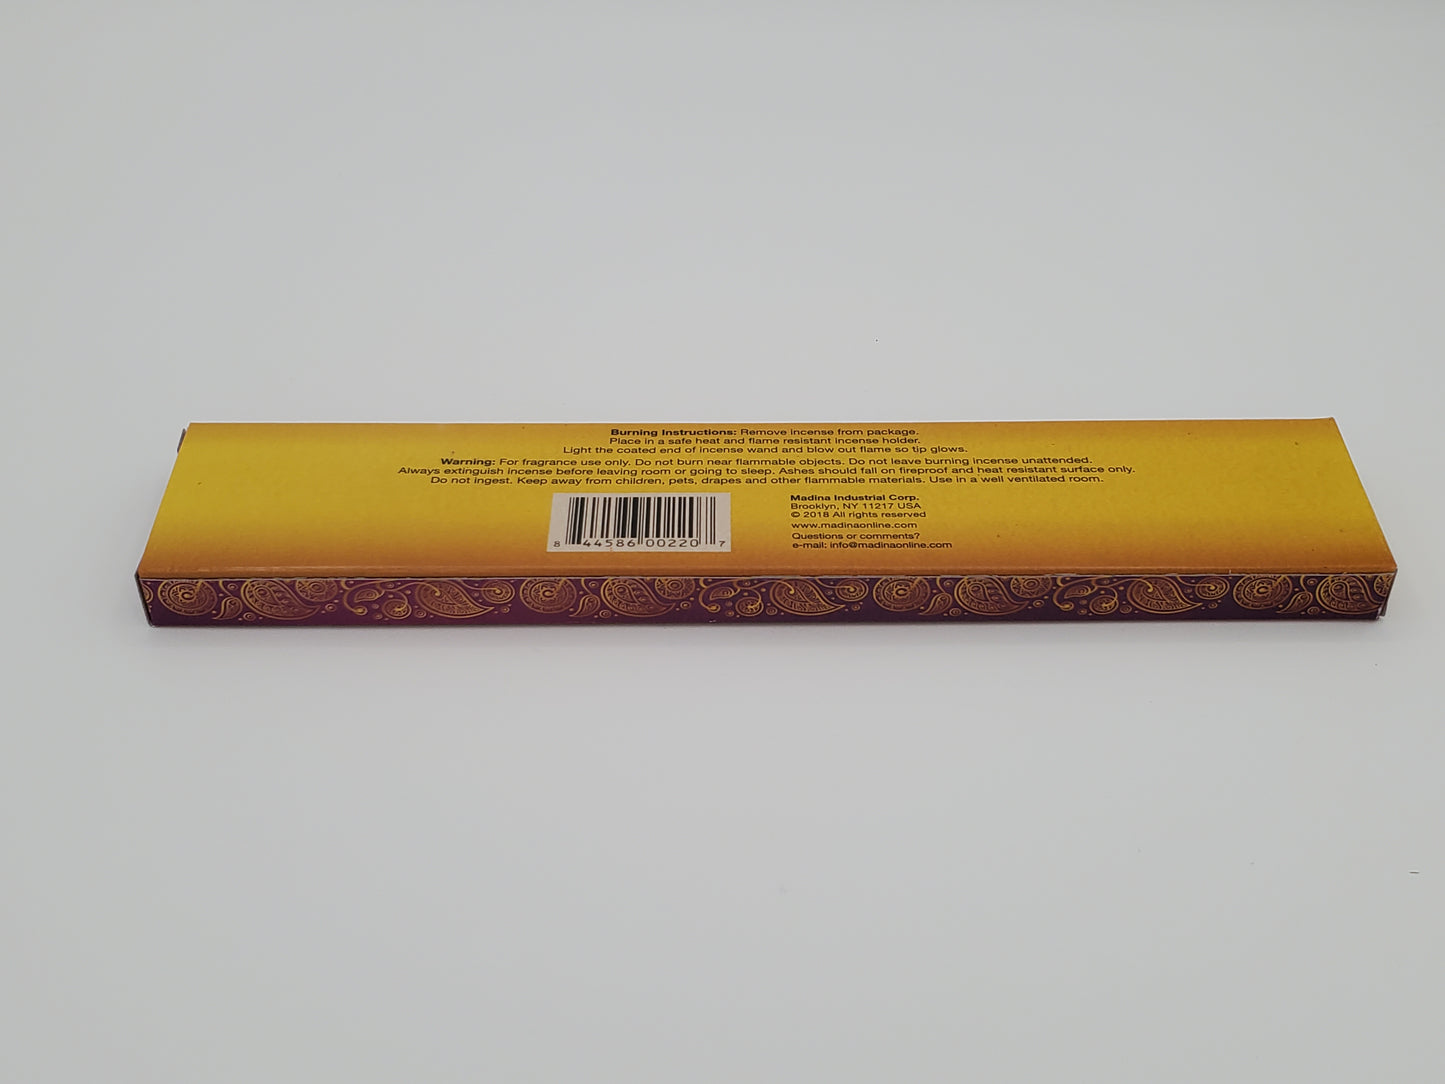 Burning Instructions: Remove incense from package.
Place in a safe heat and flame resistant incense holder.
Light the coated end of incense wand and blow out flame so tip glows.
Warning: For fragrance use only. Do not burn near flammable objects. Do not leave burning incense unattended.
Always extinguish incense before leaving room or going to sleep. Ashes should fall on fireproof and heat resistant surface only.
Do not ingest. Keep away from children, pets, drapes and other flammable materials. Use in a well ventilated room.
8 44586 00220 7
Madina Industrial Corp.
Brooklyn, NY 11217 USA
© 2018 All rights reserved
www.madinaonline.com
Questions or comments?
e-mail: info@madinaonline.com